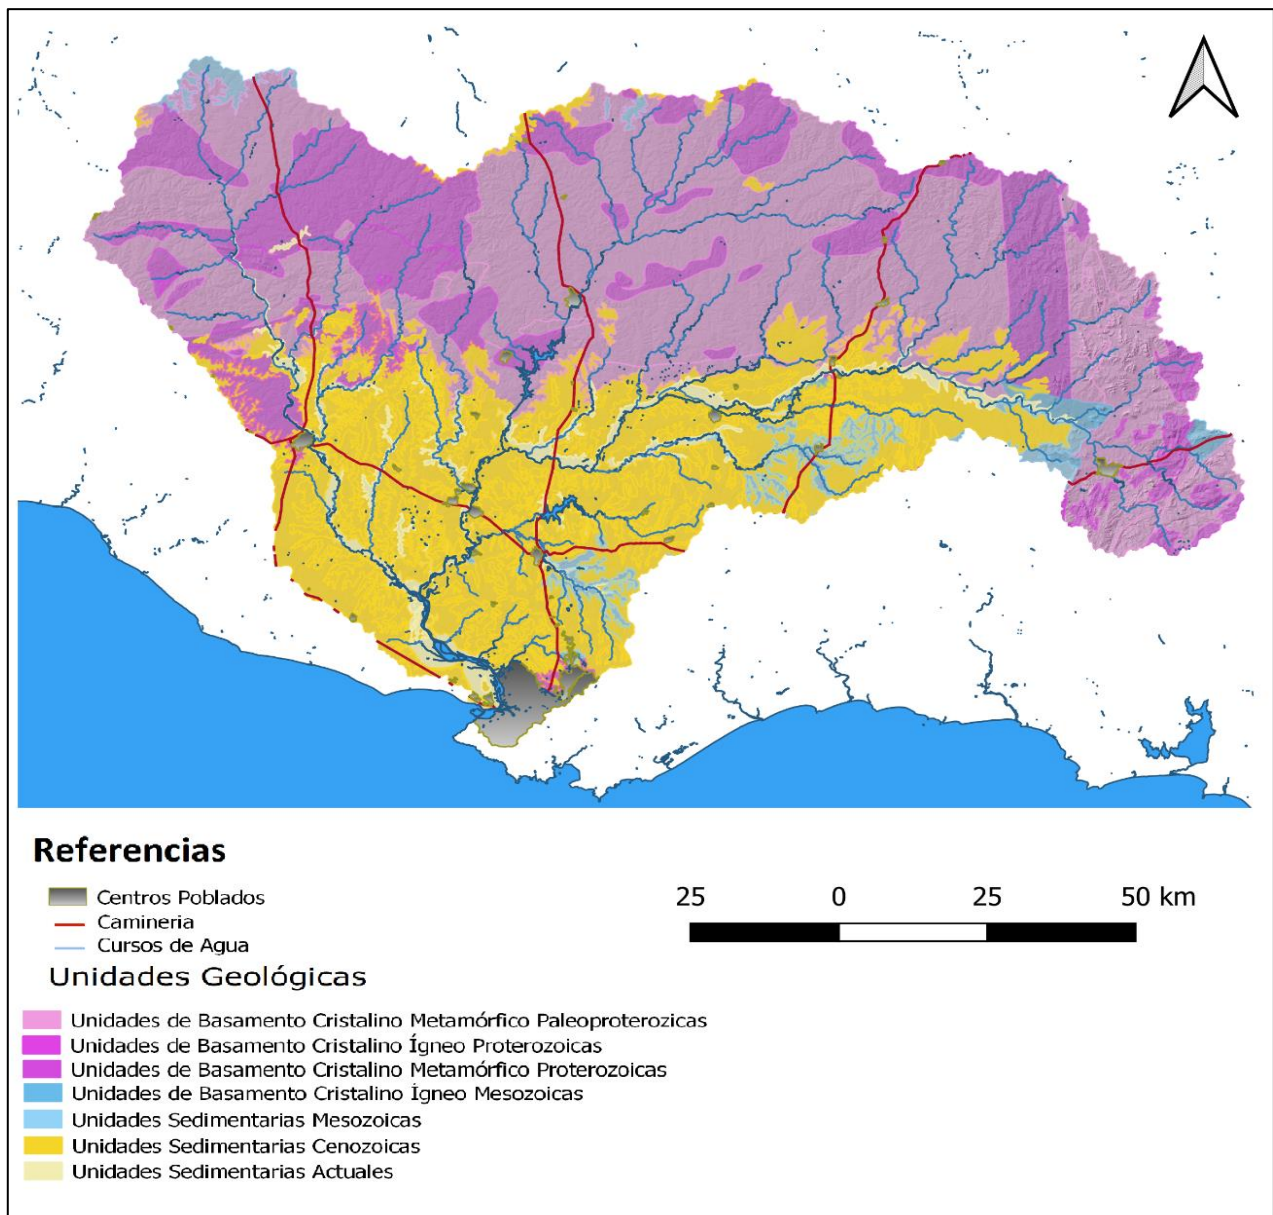 Referencias
25 0 25 50 km
Centros Poblados
Camineria
Cursos de Agua
Unidades Geológicas
Unidades de Basamento Cristalino Metamórfico Paleoproterozicas
Unidades de Basamento Cristalino Ígneo Proterozoicas
Unidades de Basamento Cristalino Metamórfico Proterozoicas
Unidades de Basamento Cristalino Ígneo Mesozoicas
Unidades Sedimentarias Mesozoicas
Unidades Sedimentarias Cenozoicas
Unidades Sedimentarias Actuales